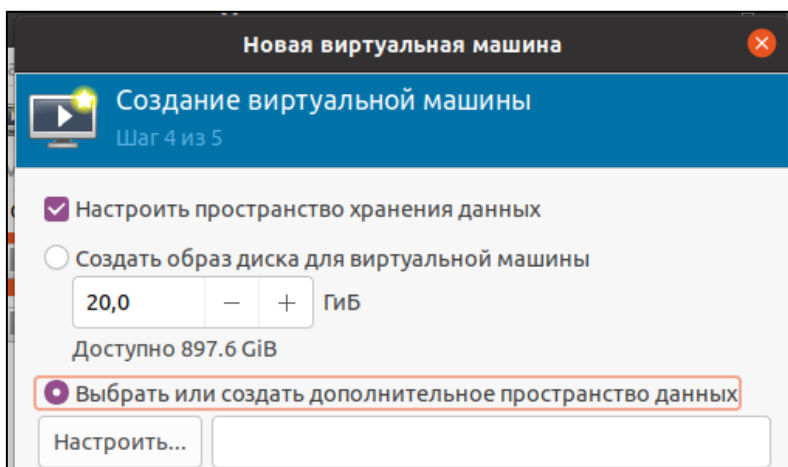 Новая виртуальная машина
Создание виртуальной машины
Шаг 4 из 5
Настроить пространство хранения данных
Создать образ диска для виртуальной машины
20,0 − + ГиБ
Доступно 897.6 GiB
Выбрать или создать дополнительное пространство данных
Настроить...